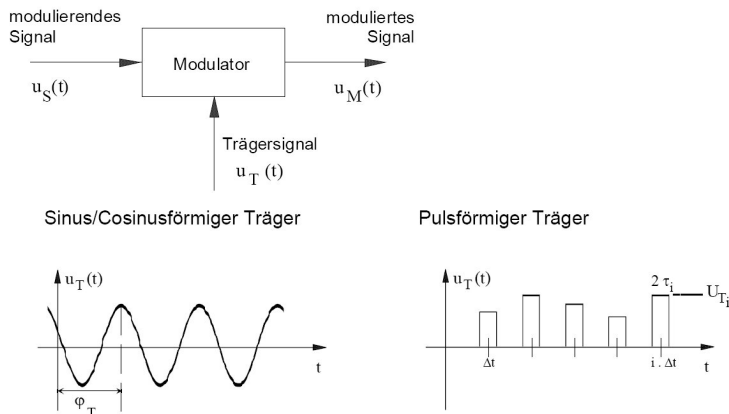 modulierendes
Signal
moduliertes
Signal
Modulator
u_S(t)
u_M(t)
Trägersignal
u_T (t)
Sinus/Cosinusförmiger Träger
Pulsförmiger Träger
u_T(t)
t
φ_T
u_T(t)
2 τ_i
U_T_i
Δt
i . Δt
t